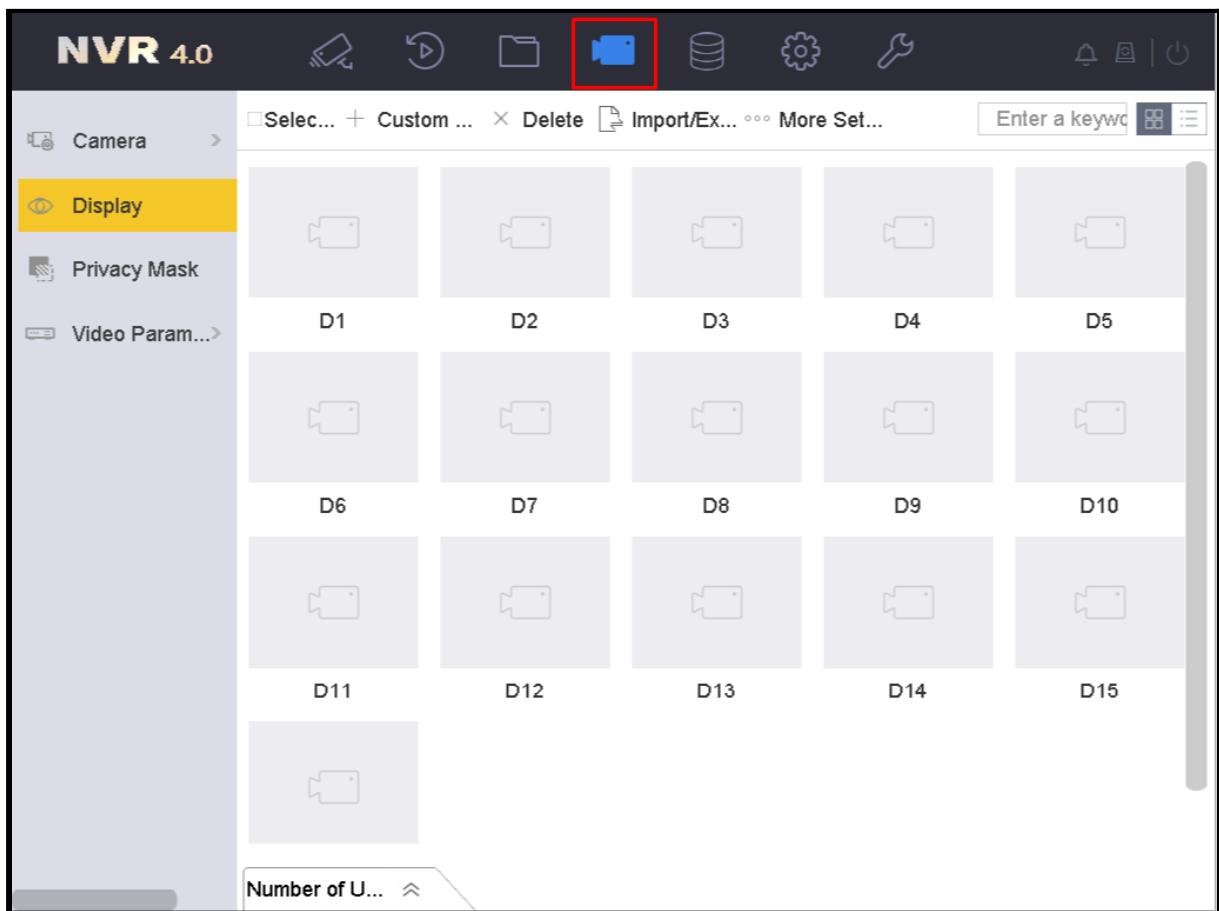 NVR 4.0
Camera
Display
Privacy Mask
Video Param...
Selec... Custom ... Delete Import/Ex... More Set... Enter a keywo
D1 D2 D3 D4 D5
D6 D7 D8 D9 D10
D11 D12 D13 D14 D15
Number of U...